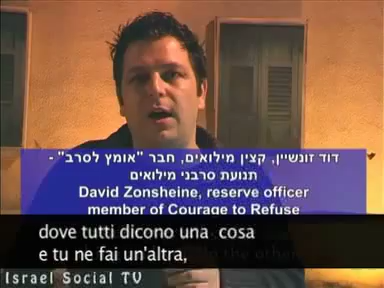 דוד זונשיין, קצין מילואים, חבר "אומץ לסרב" -
תנועת סרבני מילואים
David Zonsheine, reserve officer
member of Courage to Refuse
dove tutti dicono una cosa
e tu ne fai un'altra,
Israel Social TV